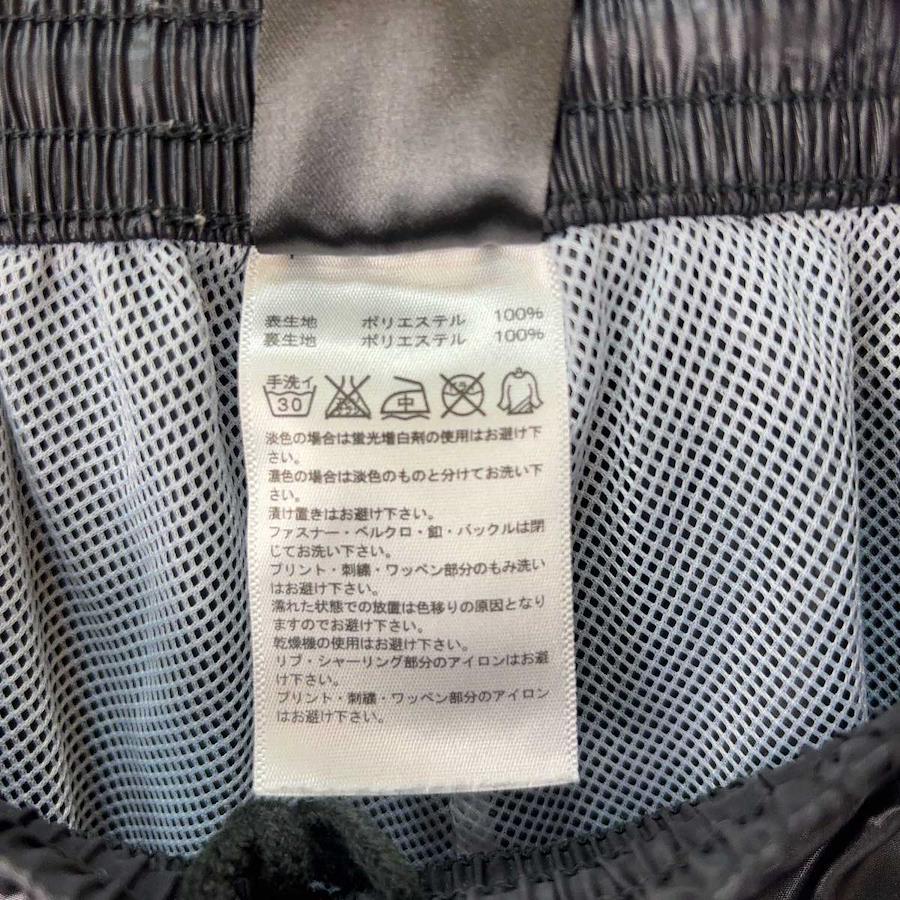 表生地 ポリエステル 100%
裏生地 ポリエステル 100%
手洗イ 30 中
淡色の場合は蛍光増白剤の使用はお避け下
さい。
濃色の場合は淡色のものと分けてお洗い下
さい。
漬け置きはお避け下さい。
ファスナー・ベルクロ・釦・バックルは閉
じてお洗い下さい。
プリント・刺繍・ワッペン部分のもみ洗い
はお避け下さい。
濡れた状態での放置は色移りの原因となり
ますのでお避け下さい。
乾燥機の使用はお避け下さい。
リブ・シャーリング部分のアイロンはお避
け下さい。
プリント・刺繍・ワッペン部分のアイロン
はお避け下さい。